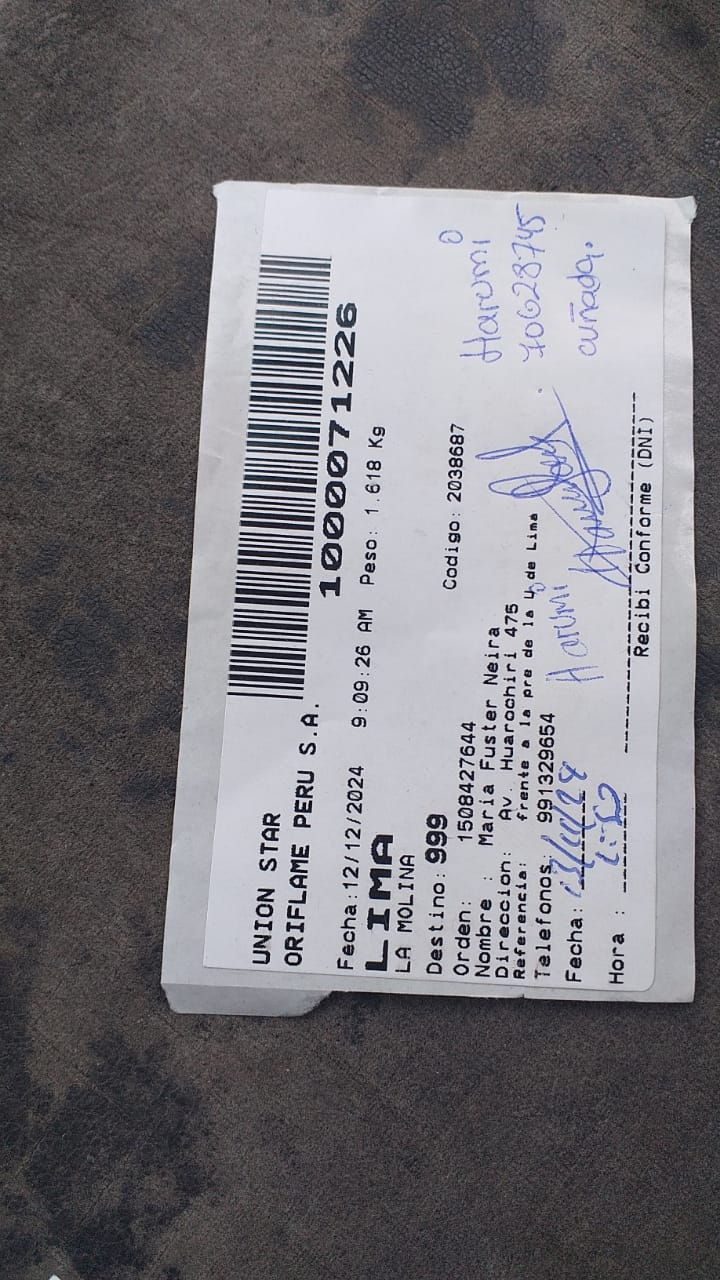 UNION STAR
ORIFLAME PERU S.A.
1000071226
Fecha:12/12/2024 9:09:26 AM Peso: 1.618 Kg
LIMA
LA MOLINA
Destino: 999
Orden: 1508427644 Codigo: 2038687
Nombre : Maria Fuster Neira
Direccion: Av. Huarochiri 475
Referencia: frente a la pre de la U de Lima
Telefonos: 991329654
Fecha:
Hora :
Harumi
Recibi Conforme (DNI)
Harumi
70628745
cuñada.